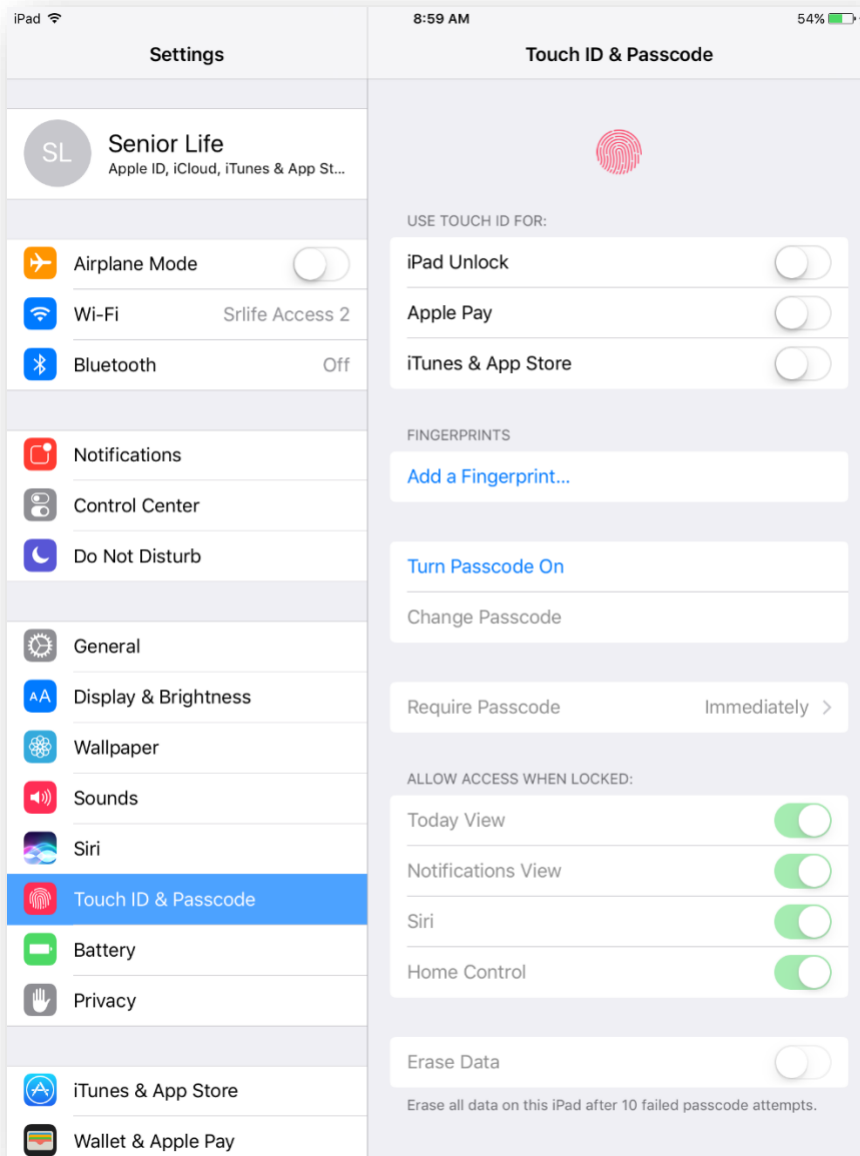 iPad
8:59 AM
54%
Settings
Touch ID & Passcode
SL
Senior Life
Apple ID, iCloud, iTunes & App St...
Airplane Mode
Wi-Fi
Srlife Access 2
Bluetooth
Off
Notifications
Control Center
Do Not Disturb
General
AA
Display & Brightness
Wallpaper
Sounds
Siri
Touch ID & Passcode
Battery
Privacy
iTunes & App Store
Wallet & Apple Pay
USE TOUCH ID FOR:
iPad Unlock
Apple Pay
iTunes & App Store
FINGERPRINTS
Add a Fingerprint...
Turn Passcode On
Change Passcode
Require Passcode
Immediately
ALLOW ACCESS WHEN LOCKED:
Today View
Notifications View
Siri
Home Control
Erase Data
Erase all data on this iPad after 10 failed passcode attempts.